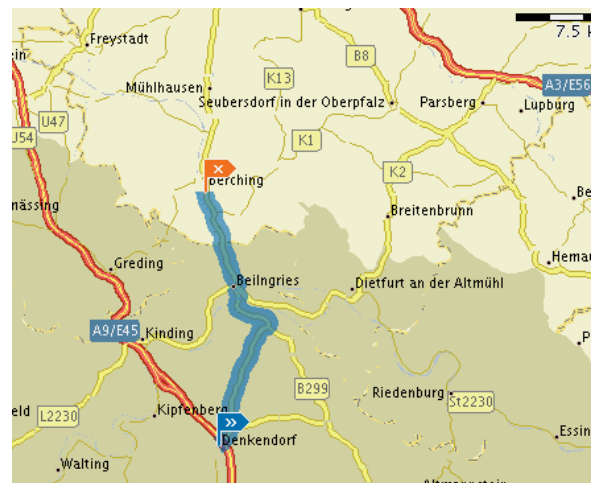 7.5 k
Freystadt
B8
K13
A3/E56
Mühlhausen
Seubersdorf in der Oberpfalz
Parsberg
Lupburg
U47
U54
K1
K2
Berching
Breitenbrunn
Greding
Beilngries
Dietfurt an der Altmühl
A9/E45
Kinding
B299
Riedenburg
St2230
L2230
Kipfenberg
Denkendorf
Walting